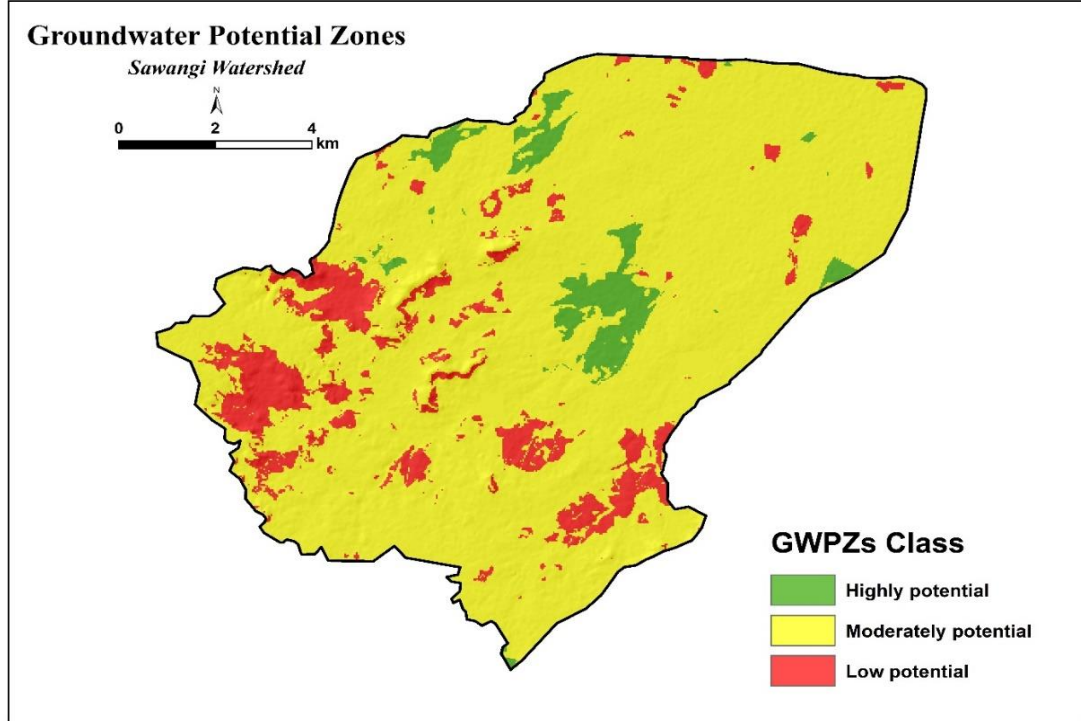 Groundwater Potential Zones
Sawangi Watershed
N
0 2 4
km
GWPZs Class
Highly potential
Moderately potential
Low potential